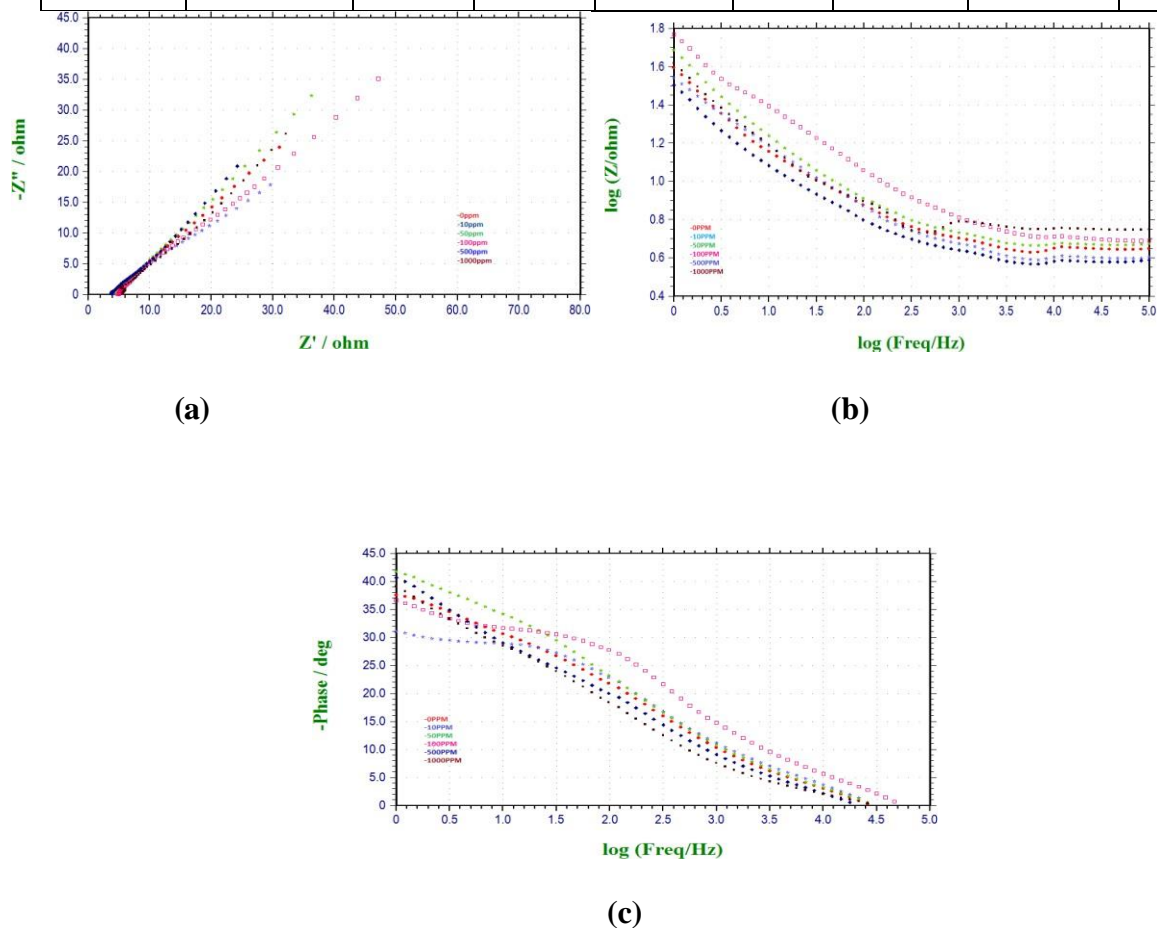 45.0
40.0
35.0
30.0
25.0
20.0
15.0
10.0
5.0
0
-Z" / ohm
0 10.0 20.0 30.0 40.0 50.0 60.0 70.0 80.0
Z' / ohm
-0ppm
-10ppm
-50ppm
-100ppm
-500ppm
-1000ppm
(a)
1.8
1.6
1.4
1.2
1.0
0.8
0.6
0.4
log (Z/ohm)
0 0.5 1.0 1.5 2.0 2.5 3.0 3.5 4.0 4.5 5.0
log (Freq/Hz)
-0PPM
-10PPM
-50PPM
-100PPM
-500PPM
-1000PPM
(b)
45.0
40.0
35.0
30.0
25.0
20.0
15.0
10.0
5.0
0
-Phase / deg
0 0.5 1.0 1.5 2.0 2.5 3.0 3.5 4.0 4.5 5.0
log (Freq/Hz)
-0PPM
-10PPM
-50PPM
-100PPM
-500PPM
-1000PPM
(c)